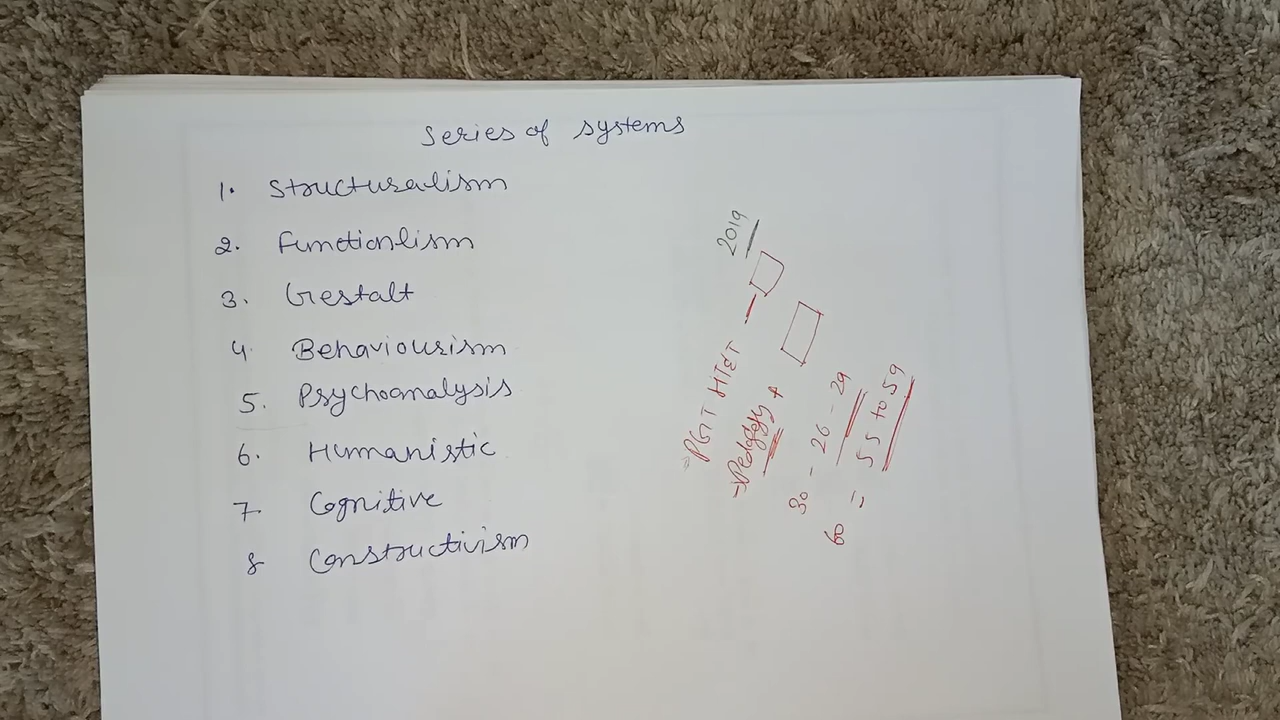 Series of systems
1. Structuralism
2. Functionlism
3. Gestalt
4. Behaviourism
5. Psychoanalysis
6. Humanistic
7. Cognitive
8 Constructivism
2019
PGT HTET -
30 - 26 - 29
60 = 55 to 59